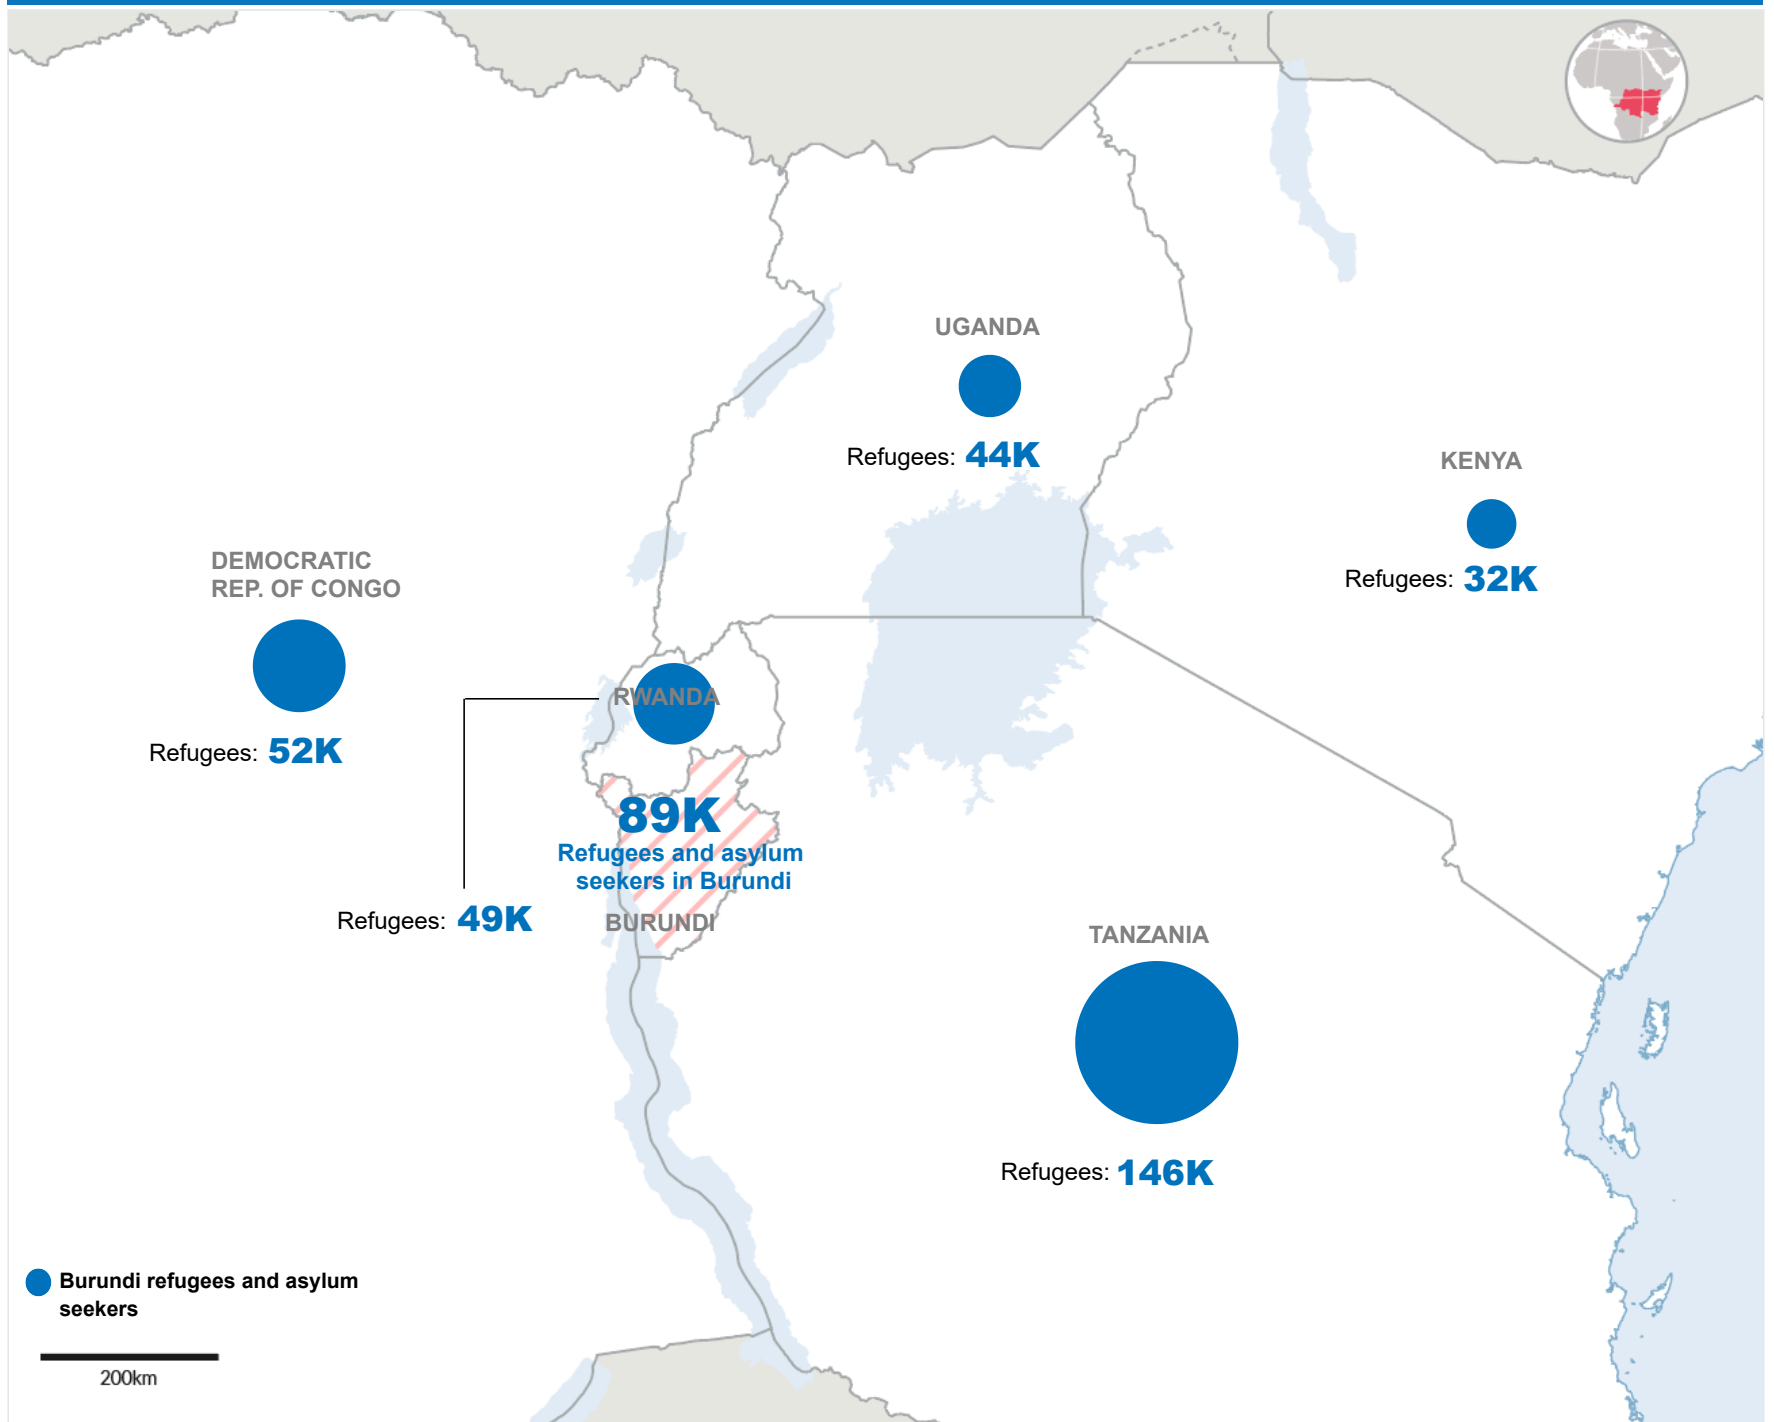 UGANDA
Refugees: 44K
KENYA
Refugees: 32K
DEMOCRATIC
REP. OF CONGO
Refugees: 52K
RWANDA
89K
Refugees and asylum
seekers in Burundi
Refugees: 49K
BURUNDI
TANZANIA
Refugees: 146K
Burundi refugees and asylum
seekers
200km